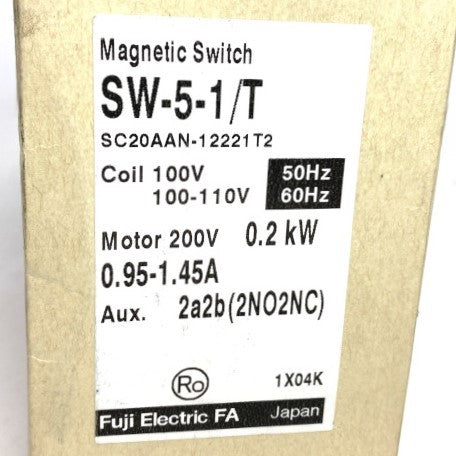 Magnetic Switch
SW-5-1/T
SC20AAN-12221T2
Coil 100V 50Hz
100-110V 60Hz
Motor 200V 0.2 kW
0.95-1.45A
Aux. 2a2b(2NO2NC)
Ro 1X04K
Fuji Electric FA Japan